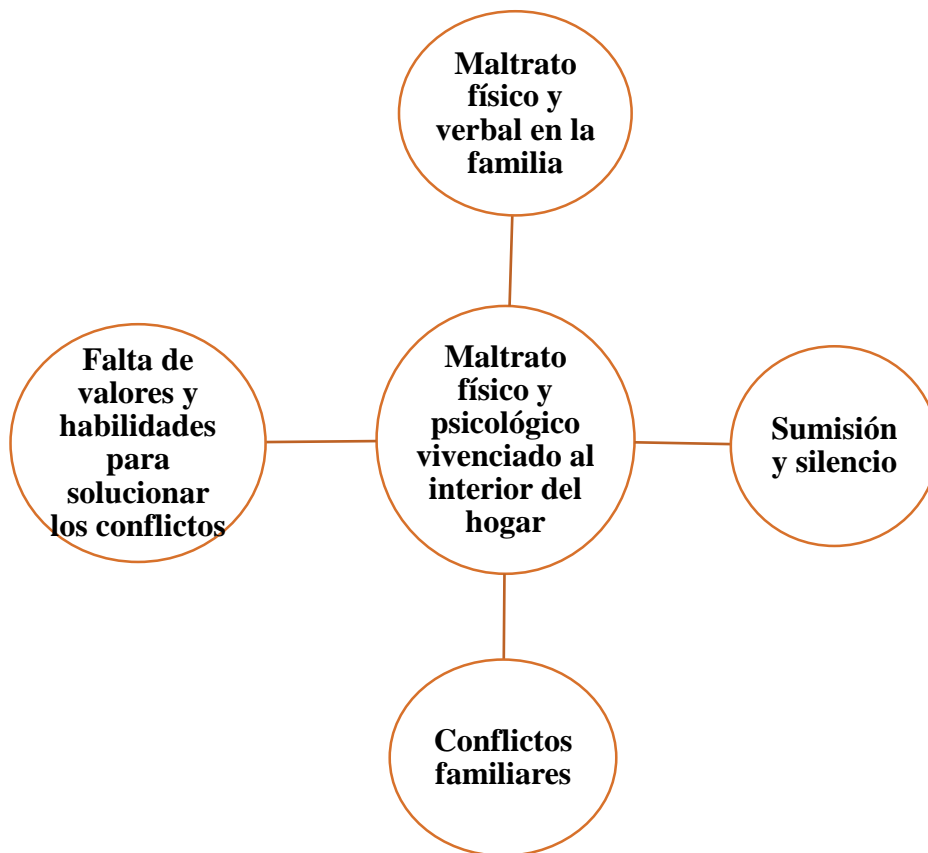 Maltrato
físico y
verbal en la
familia
Falta de
valores y
habilidades
para
solucionar
los conflictos
Maltrato
físico y
psicológico
vivenciado al
interior del
hogar
Sumisión
y silencio
Conflictos
familiares